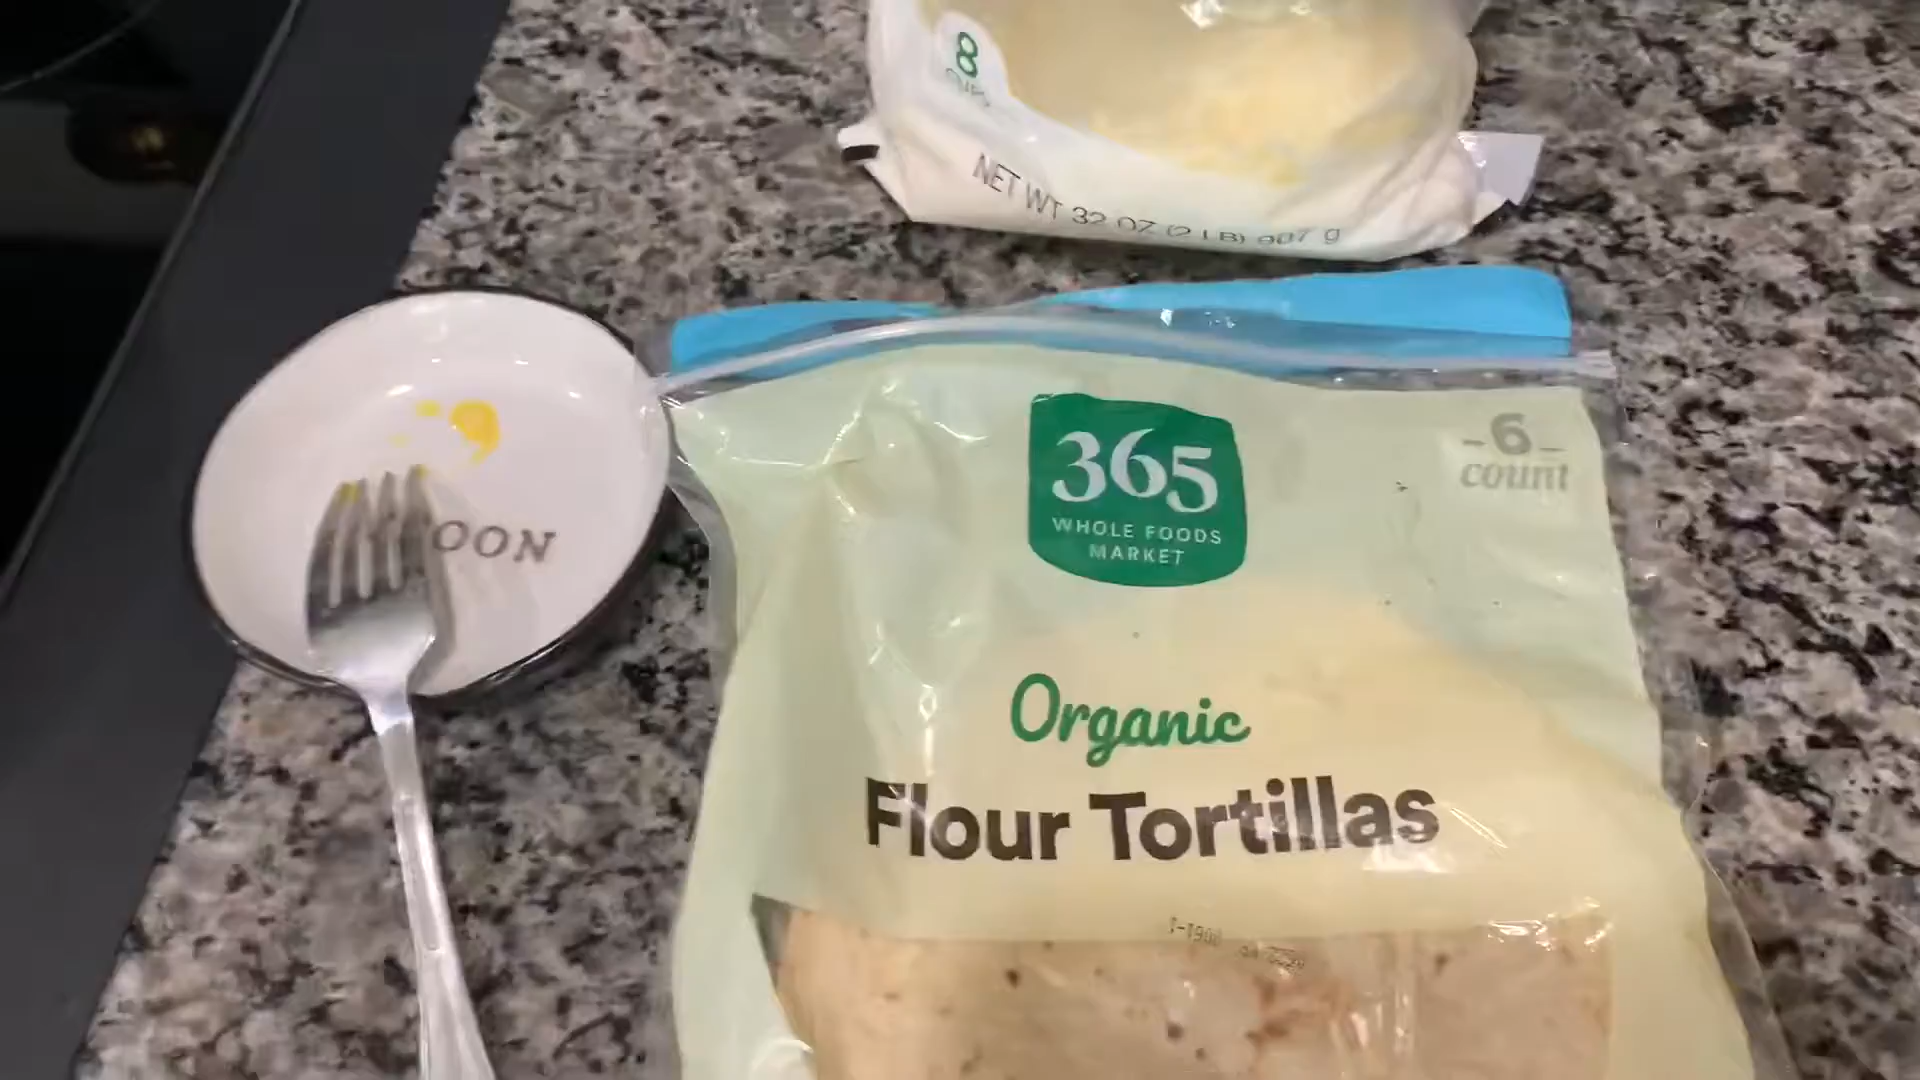 8
NET WT 32 OZ (2 LB) 907 g
365
WHOLE FOODS
MARKET
6
count
OON
Organic
Flour Tortillas